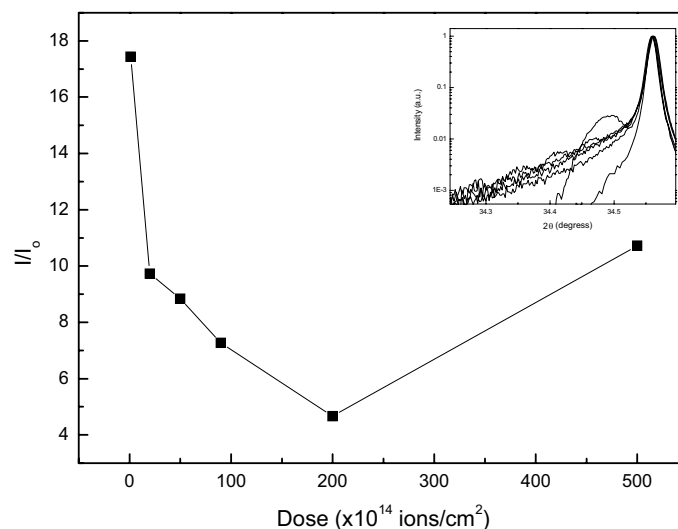 18
16
14
12
10
8
6
4
I/I₀
0 100 200 300 400 500
Dose (x10¹⁴ ions/cm²)
1
0.1
0.01
1E-3
Intensity (a.u.)
34.3 34.4 34.5
2θ (degress)